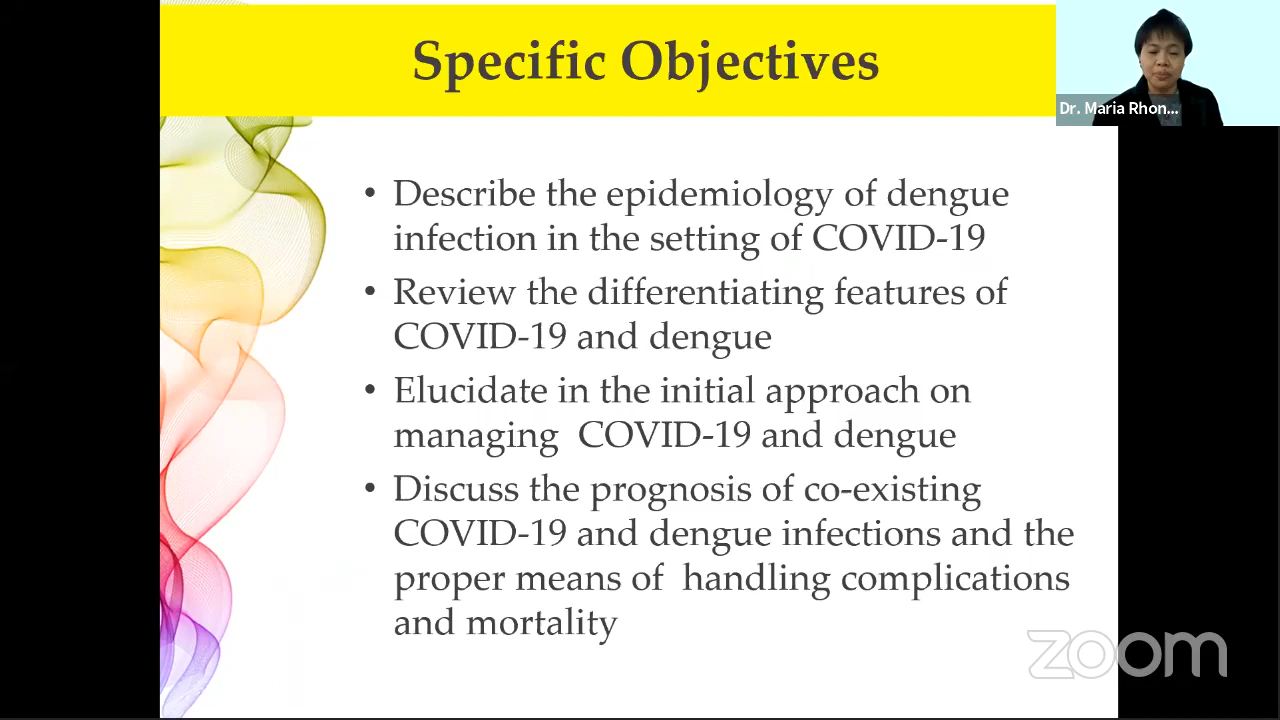 Specific Objectives
Dr. Maria Rhon...
• Describe the epidemiology of dengue
infection in the setting of COVID-19
• Review the differentiating features of
COVID-19 and dengue
• Elucidate in the initial approach on
managing  COVID-19 and dengue
• Discuss the prognosis of co-existing
COVID-19 and dengue infections and the
proper means of  handling complications
and mortality
zoom